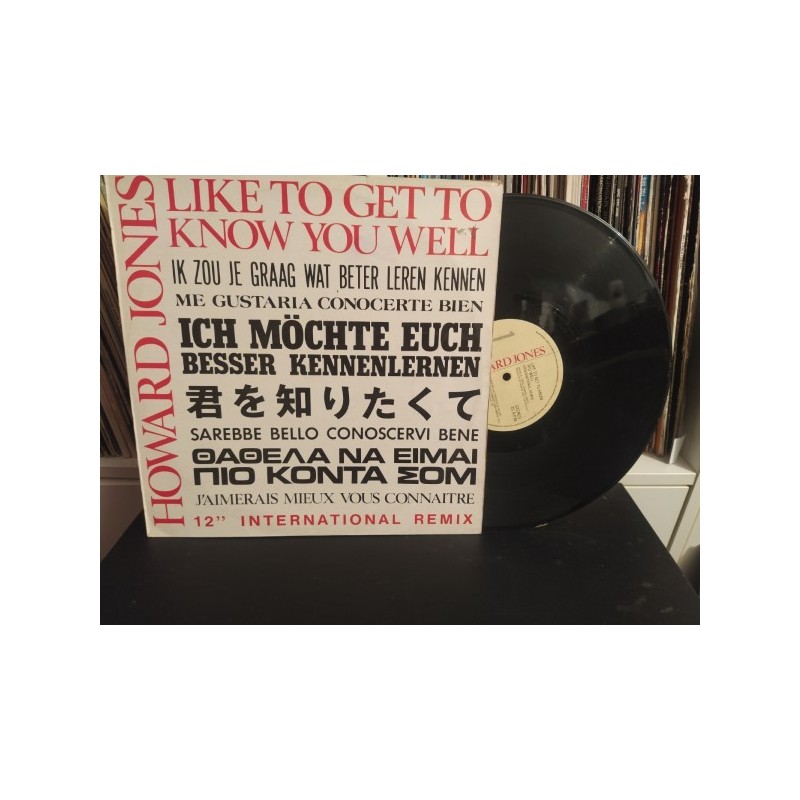 HOWARD JONES
LIKE TO GET TO
KNOW YOU WELL
IK ZOU JE GRAAG WAT BETER LEREN KENNEN
ME GUSTARIA CONOCERTE BIEN
ICH MÖCHTE EUCH
BESSER KENNENLERNEN
君を知りたくて
SAREBBE BELLO CONOSCERVI BENE
ΘΑΘΕΛΑ ΝΑ ΕΙΜΑΙ
ΠΙΟ ΚΟΝΤΑ ΣΟΜ
J'AIMERAIS MIEUX VOUS CONNAITRE
12" INTERNATIONAL REMIX
ARD JONES